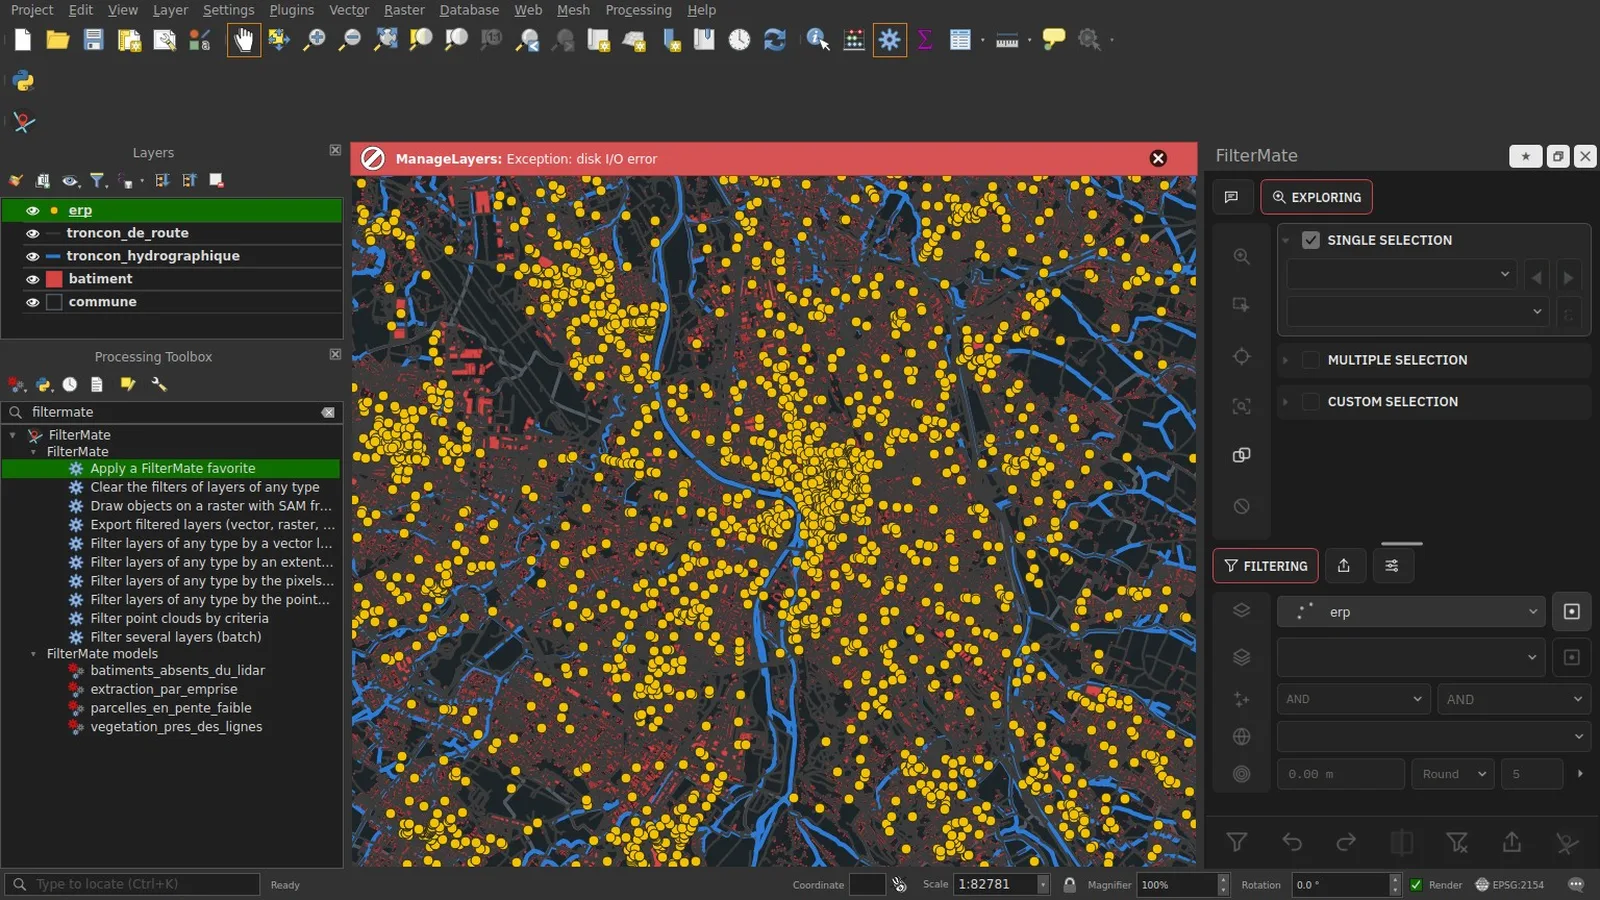 Project Edit View Layer Settings Plugins Vector Raster Database Web Mesh Processing Help
Layers
ManageLayers: Exception: disk I/O error
FilterMate
EXPLORING
erp
troncon_de_route
troncon_hydrographique
batiment
commune
SINGLE SELECTION
MULTIPLE SELECTION
CUSTOM SELECTION
Processing Toolbox
filtermate
FilterMate
FilterMate
Apply a FilterMate favorite
Clear the filters of layers of any type
Draw objects on a raster with SAM fr...
Export filtered layers (vector, raster, ...
Filter layers of any type by a vector l...
Filter layers of any type by an extent...
Filter layers of any type by the pixels...
Filter layers of any type by the point...
Filter point clouds by criteria
Filter several layers (batch)
FilterMate models
batiments_absents_du_lidar
extraction_par_emprise
parcelles_en_pente_faible
vegetation_pres_des_lignes
FILTERING
erp
AND AND
0.00 m Round 5
Type to locate (Ctrl+K) Ready Coordinate Scale 1:82781 Magnifier 100% Rotation 0.0 ° Render EPSG:2154